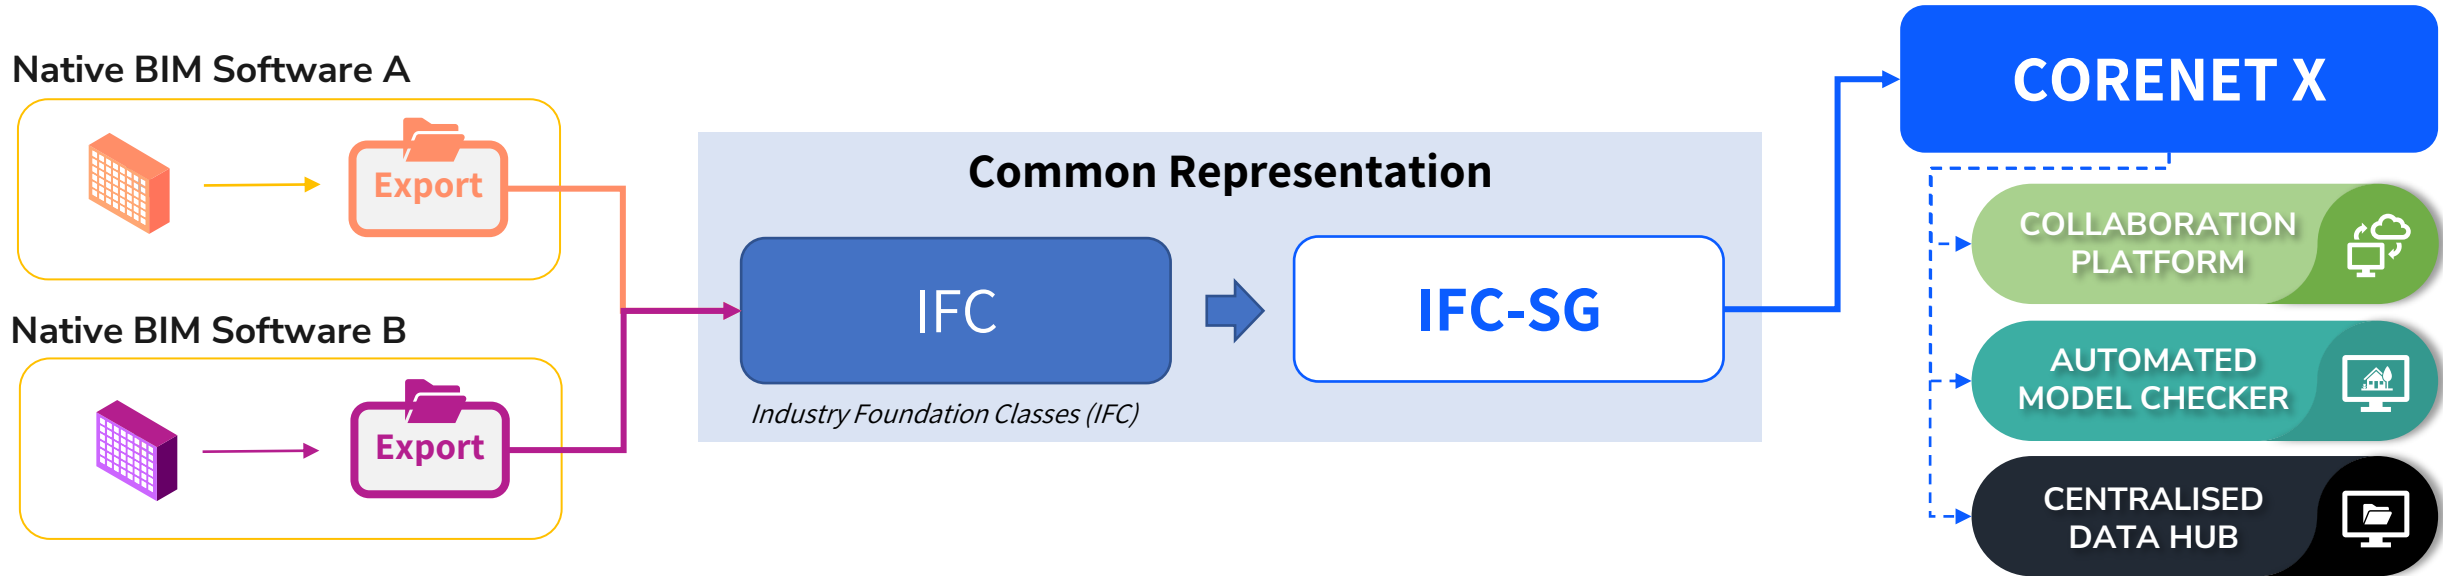 Native BIM Software A
Export
Native BIM Software B
Export
Common Representation
IFC
Industry Foundation Classes (IFC)
IFC-SG
CORENET X
COLLABORATION
PLATFORM
AUTOMATED
MODEL CHECKER
CENTRALISED
DATA HUB